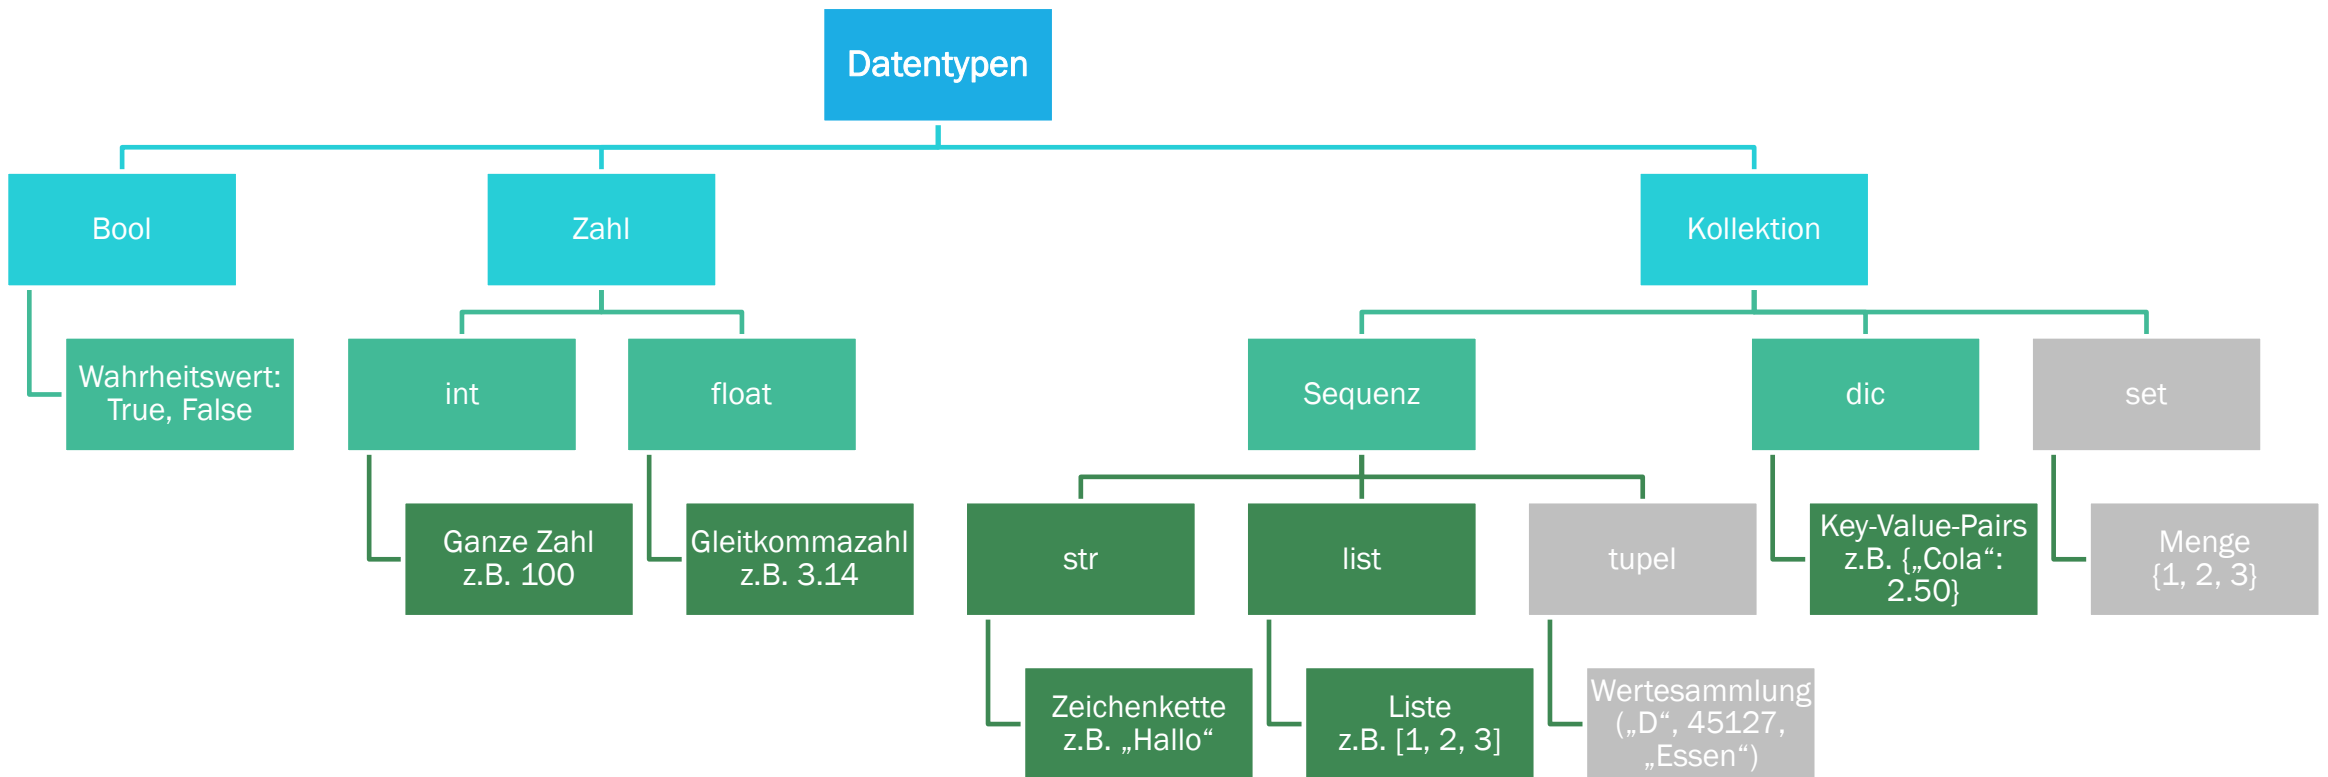 Datentypen
Bool
Zahl
Kollektion
Wahrheitswert:
True, False
int
float
Sequenz
dic
set
Ganze Zahl
z.B. 100
Gleitkommazahl
z.B. 3.14
str
list
tupel
Key-Value-Pairs
z.B. {„Cola“:
2.50}
Menge
{1, 2, 3}
Zeichenkette
z.B. „Hallo“
Liste
z.B. [1, 2, 3]
Wertesammlung
(„D“, 45127,
„Essen“)